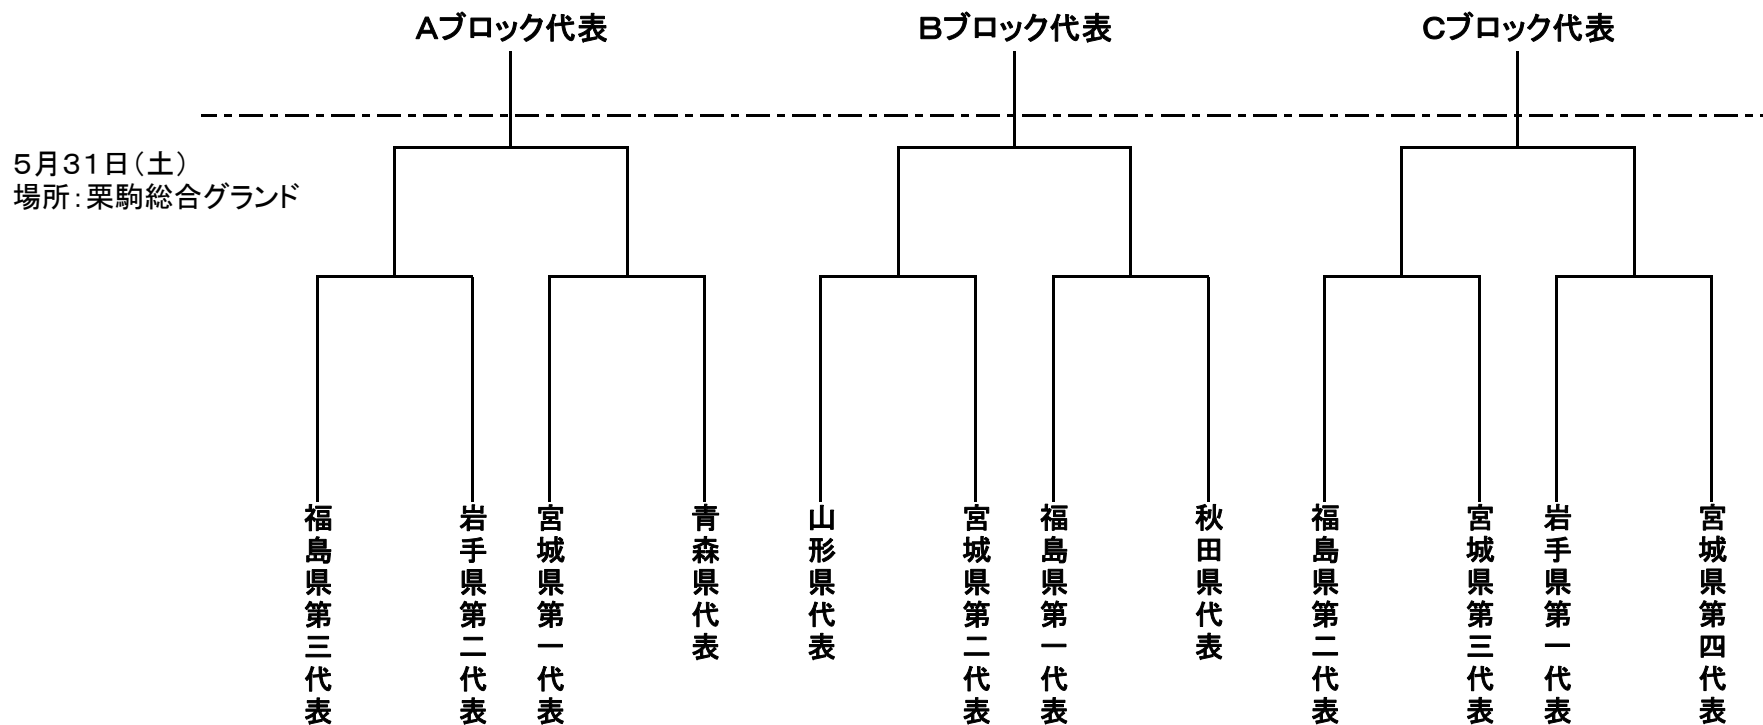 Aブロック代表
Bブロック代表
Cブロック代表
5月31日(土)
場所:栗駒総合グランド
福島県第三代表
岩手県第二代表
宮城県第一代表
青森県代表
山形県代表
宮城県第二代表
福島県第一代表
秋田県代表
福島県第二代表
宮城県第三代表
岩手県第一代表
宮城県第四代表